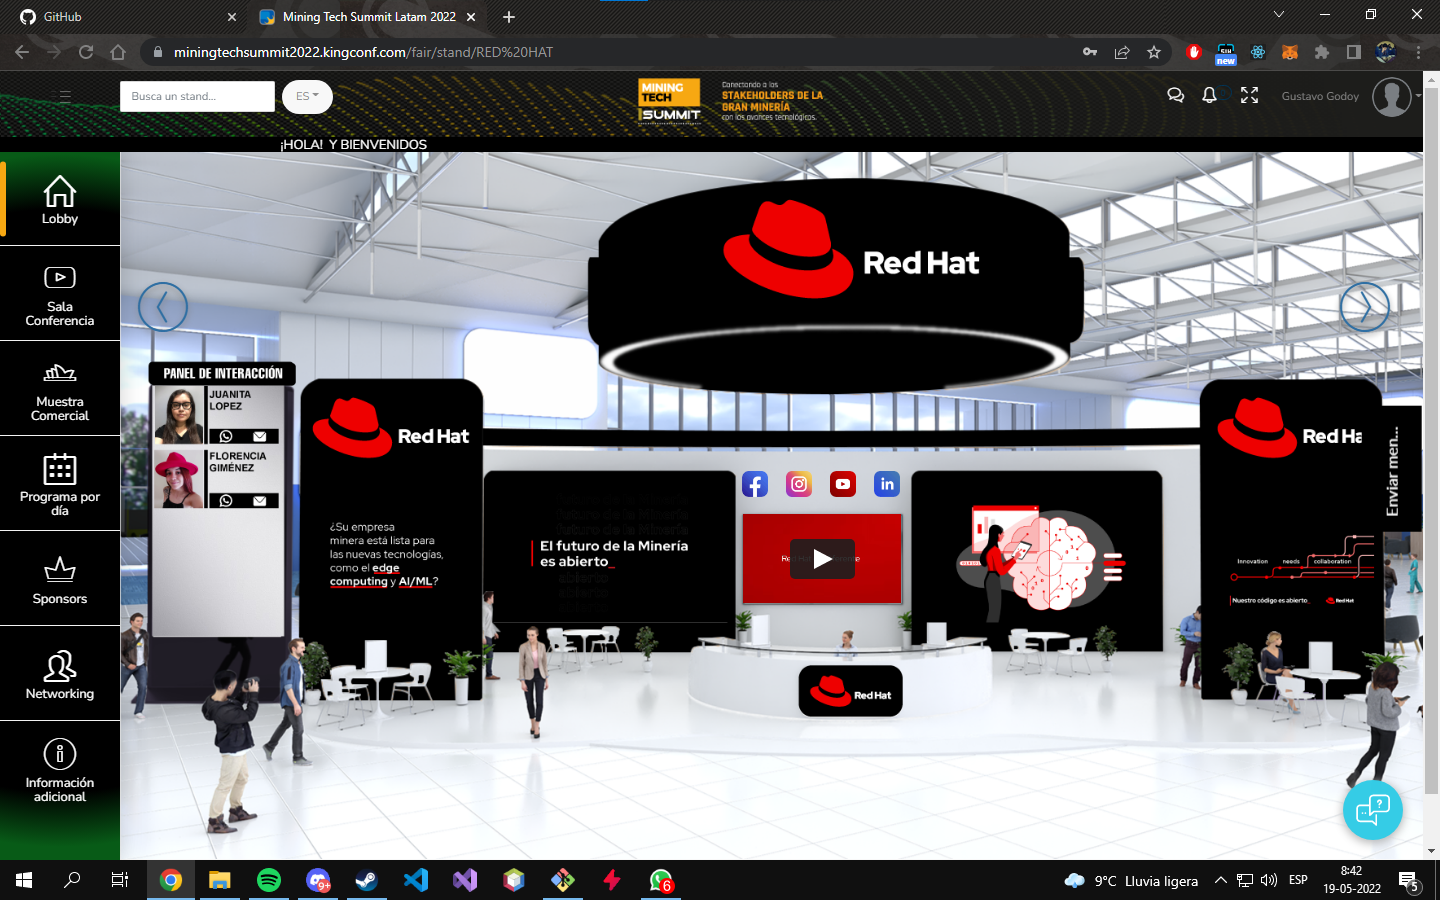 GitHub
Mining Tech Summit Latam 2022
miningtechsummit2022.kingconf.com/fair/stand/RED%20HAT
new
Busca un stand...
ES
MINING
TECH
SUMMIT
Conectando a los
STAKEHOLDERS DE LA
GRAN MINERÍA
con los avances tecnológicos.
Gustavo Godoy
¡HOLA! Y BIENVENIDOS
Lobby
Sala
Conferencia
Muestra
Comercial
Programa por
día
Sponsors
Networking
Información
adicional
Red Hat
PANEL DE INTERACCIÓN
JUANITA
LOPEZ
FLORENCIA
GIMÉNEZ
Red Hat
¿Su empresa
minera está lista para
las nuevas tecnologías,
como el edge
computing y AI/ML?
El futuro de la Minería
es abierto_
Red Hat
Red Ha
Enviar men...
Innovation needs collaboration
Nuestro código es abierto_
Red Hat
9+
6
9°C Lluvia ligera
ESP
8:42
19-05-2022
5